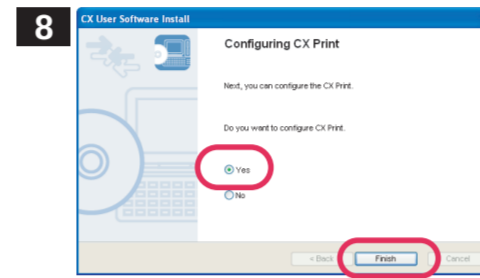 8
CX User Software Install
Configuring CX Print
Next, you can configure the CX Print.
Do you want to configure CX Print.
Yes
No
< Back
Finish
Cancel